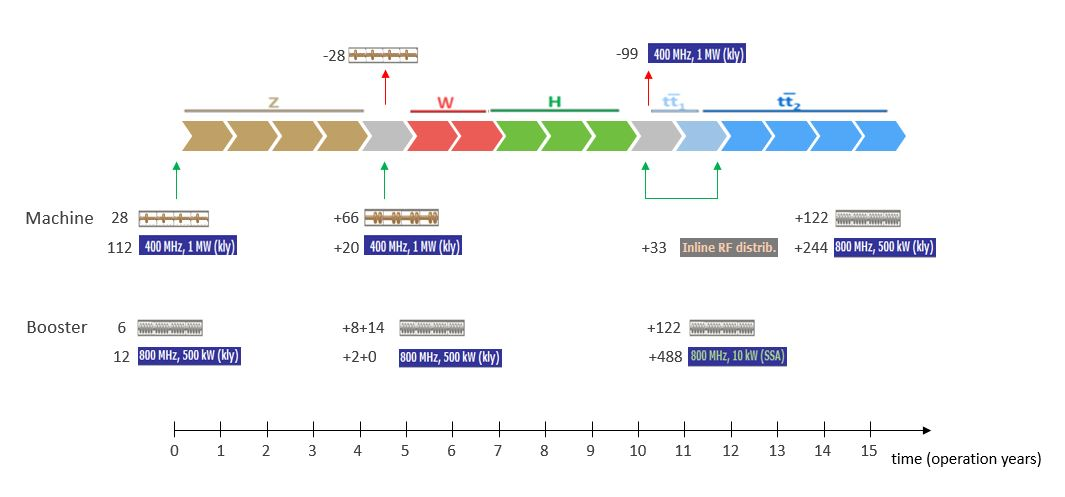 -28
-99 400 MHz, 1 MW (kly)
Z W H tt̅1 tt̅2
Machine 28 +66 +122
112 400 MHz, 1 MW (kly) +20 400 MHz, 1 MW (kly) +33 Inline RF distrib. +244 800 MHz, 500 kW (kly)
Booster 6 +8+14 +122
12 800 MHz, 500 kW (kly) +2+0 800 MHz, 500 kW (kly) +488 800 MHz, 10 kW (SSA)
0 1 2 3 4 5 6 7 8 9 10 11 12 13 14 15
time (operation years)